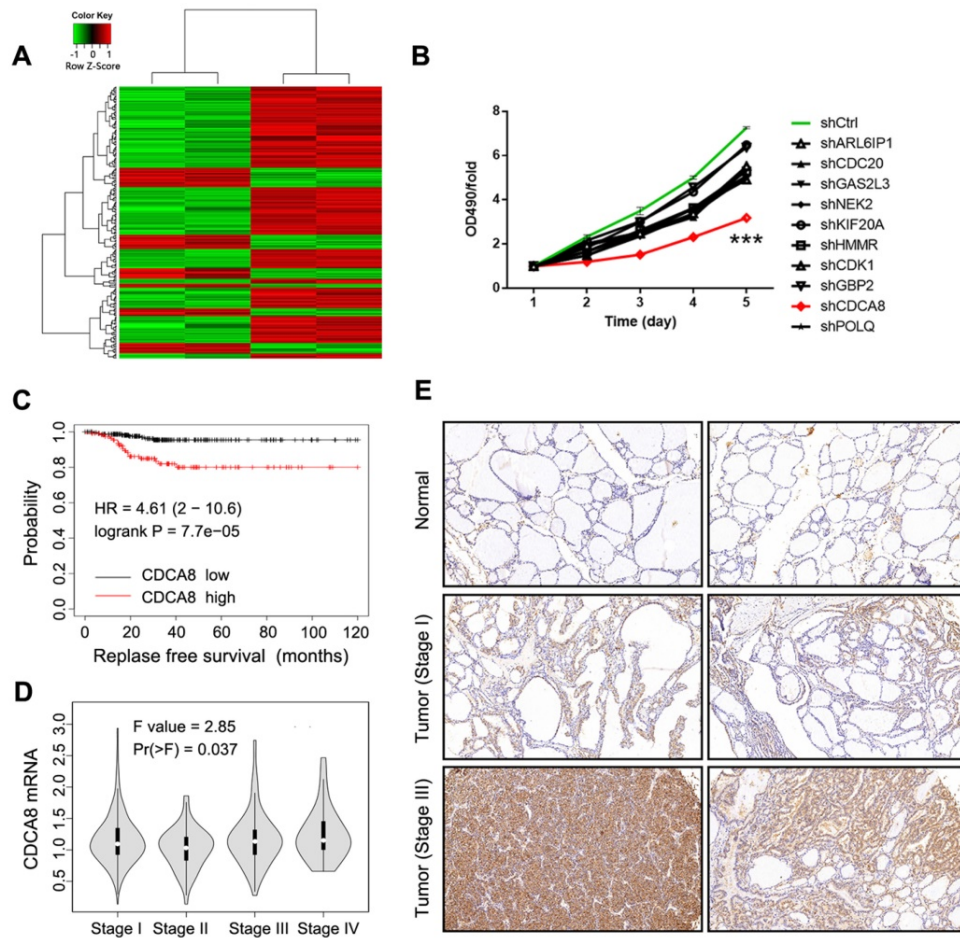 A
Color Key
-1 0 1
Row Z-Score
B
OD490/fold
8
6
4
2
0
1 2 3 4 5
Time (day)
***
shCtrl
shARL6IP1
shCDC20
shGAS2L3
shNEK2
shKIF20A
shHMMR
shCDK1
shGBP2
shCDCA8
shPOLQ
C
Probability
1.0
0.8
0.6
0.4
0.2
0.0
HR = 4.61 (2 − 10.6)
logrank P = 7.7e−05
CDCA8 low
CDCA8 high
0 20 40 60 80 100 120
Replase free survival (months)
D
CDCA8 mRNA
3.0
2.5
2.0
1.5
1.0
0.5
F value = 2.85
Pr(>F) = 0.037
Stage I Stage II Stage III Stage IV
E
Normal
Tumor (Stage I)
Tumor (Stage III)